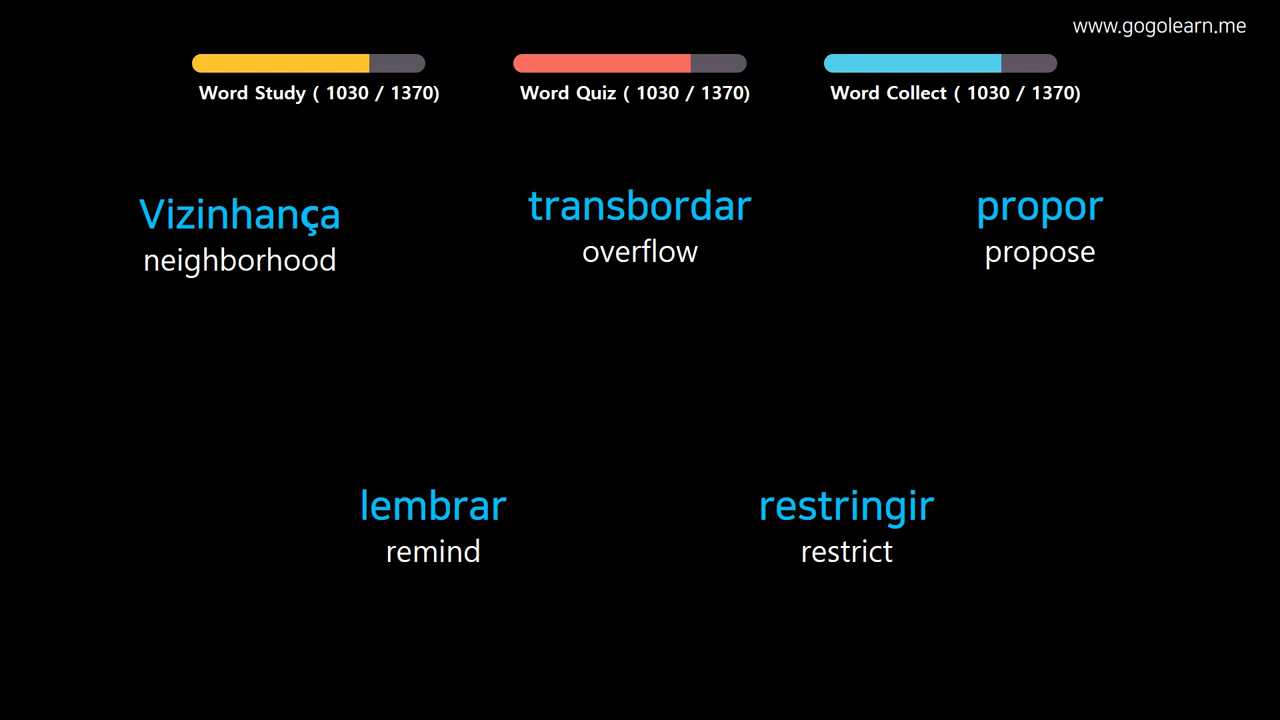 www.gogolearn.me
Word Study ( 1030 / 1370)
Word Quiz ( 1030 / 1370)
Word Collect ( 1030 / 1370)
Vizinhança
neighborhood
transbordar
overflow
propor
propose
lembrar
remind
restringir
restrict